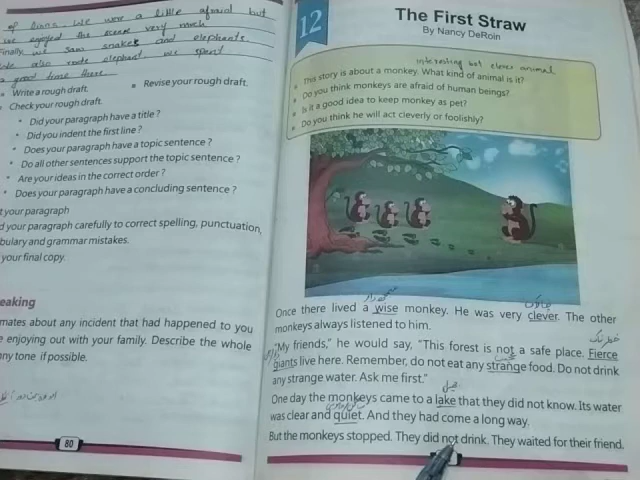 of lions. We were a little afraid but
we enjoyed the scene very much
Finally we saw snakes and elephants.
also elephant. We spent
a good time there
Write a rough draft.
Revise your rough draft.
Check your rough draft.
Did your paragraph have a title?
Did you indent the first line?
Does your paragraph have a topic sentence?
Do all other sentences support the topic sentence?
Are your ideas in the correct order?
Does your paragraph have a concluding sentence?
t your paragraph
d your paragraph carefully to correct spelling, punctuation,
bulary and grammar mistakes.
your final copy.
eaking
mates about any incident that had happened to you
e enjoying out with your family. Describe the whole
nny tone if possible.
80
12
The First Straw
By Nancy DeRoin
interesting but clever animal
This story is about a monkey. What kind of animal is it?
Do you think monkeys are afraid of human beings?
Is it a good idea to keep monkey as pet?
Do you think he will act cleverly or foolishly?
سمجھدار چالاک
Once there lived a wise monkey. He was very clever. The other
monkeys always listened to him.
خطرناک
"My friends," he would say, "This forest is not a safe place. Fierce
giants live here. Remember, do not eat any strange food. Do not drink
any strange water. Ask me first."
جھیل
One day the monkeys came to a lake that they did not know. Its water
was clear and quiet. And they had come a long way.
But the monkeys stopped. They did not drink. They waited for their friend.